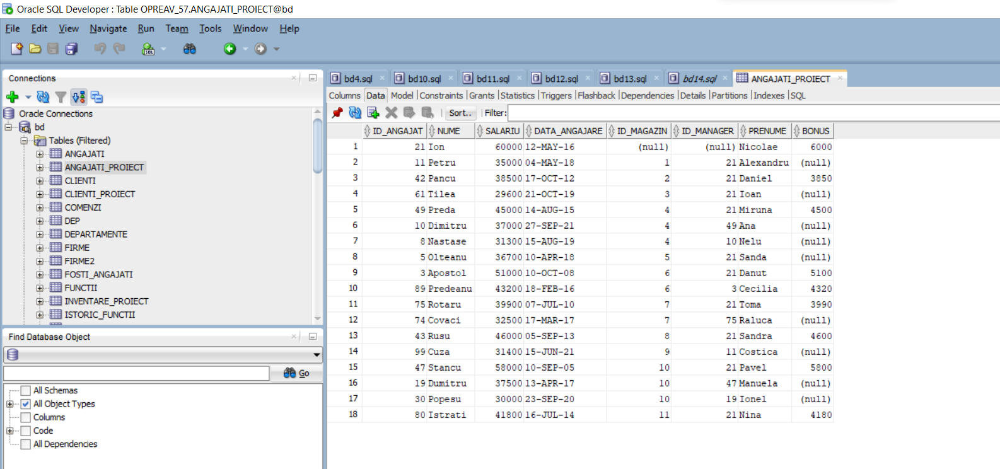 Oracle SQL Developer : Table OPREAV_57.ANGAJATI_PROIECT@bd
File Edit View Navigate Run Team Tools Window Help
SQL
Connections
Oracle Connections
bd
Tables (Filtered)
ANGAJATI
ANGAJATI_PROIECT
CLIENTI
CLIENTI_PROIECT
COMENZI
DEP
DEPARTAMENTE
FIRME
FIRME2
FOSTI_ANGAJATI
FUNCTII
INVENTARE_PROIECT
ISTORIC_FUNCTII
Find Database Object
Go
All Schemas
All Object Types
Columns
Code
All Dependencies
bd4.sql bd10.sql bd11.sql bd12.sql bd13.sql bd14.sql ANGAJATI_PROIECT
Columns Data Model Constraints Grants Statistics Triggers Flashback Dependencies Details Partitions Indexes SQL
Sort.. Filter:
ID_ANGAJAT NUME SALARIU DATA_ANGAJARE ID_MAGAZIN ID_MANAGER PRENUME BONUS
1 21 Ion 60000 12-MAY-16 (null) (null) Nicolae 6000
2 11 Petru 35000 04-MAY-18 1 21 Alexandru (null)
3 42 Pancu 38500 17-OCT-12 2 21 Daniel 3850
4 61 Tilea 29600 21-OCT-19 3 21 Ioan (null)
5 49 Preda 45000 14-AUG-15 4 21 Miruna 4500
6 10 Dimitru 37000 27-SEP-21 4 49 Ana (null)
7 8 Nastase 31300 15-AUG-19 4 10 Nelu (null)
8 5 Olteanu 36700 10-APR-18 5 21 Sanda (null)
9 3 Apostol 51000 10-OCT-08 6 21 Danut 5100
10 89 Predeanu 43200 18-FEB-16 6 3 Cecilia 4320
11 75 Rotaru 39900 07-JUL-10 7 21 Toma 3990
12 74 Covaci 32500 17-MAR-17 7 75 Raluca (null)
13 43 Rusu 46000 05-SEP-13 8 21 Sandra 4600
14 99 Cuza 31400 15-JUN-21 9 11 Costica (null)
15 47 Stancu 58000 10-SEP-05 10 21 Pavel 5800
16 19 Dumitru 37500 13-APR-17 10 47 Manuela (null)
17 30 Popesu 30000 23-SEP-20 10 19 Ionel (null)
18 80 Istrati 41800 16-JUL-14 11 21 Nina 4180